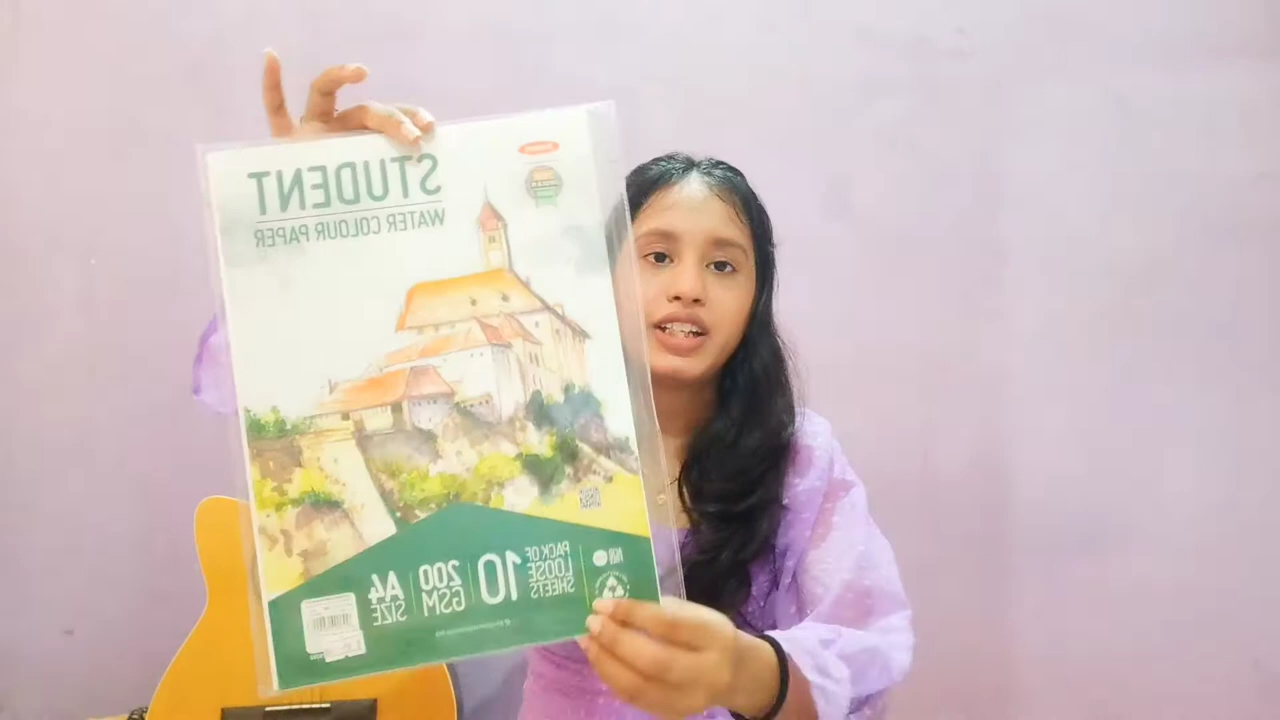 STUDENT
WATER COLOUR PAPER
A4
SIZE
200
GSM
10
PACK OF
LOOSE
SHEETS